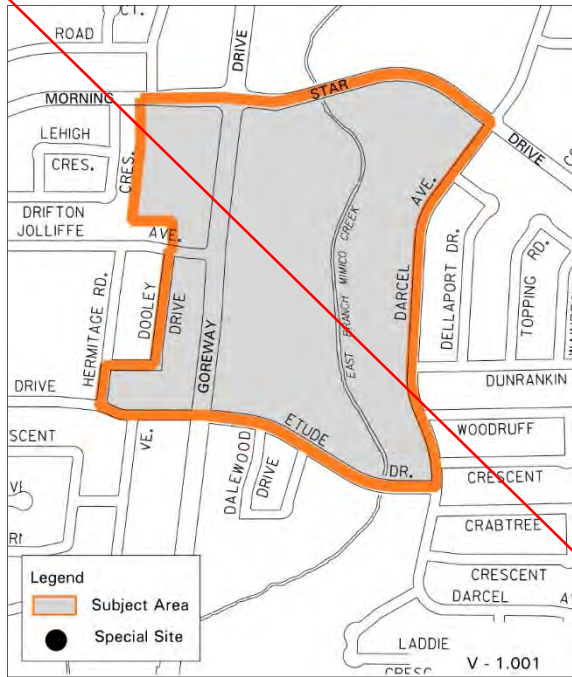 CT.
ROAD
DRIVE
MORNING
STAR
DRIVE
LEHIGH
CRES.
CRES.
DRIFTON
JOLLIFFE
AVE.
AVE.
DARCEL
EAST BRANCH MIMICO CREEK
DELLAPORT DR.
TOPPING RD.
HERMITAGE RD.
DOOLEY
DRIVE
GOREWAY
DRIVE
DUNRANKIN
WOODRUFF
ETUDE
DR.
SCENT
VE.
DALEWOOD
DRIVE
CRESCENT
CRABTREE
CRESCENT
DARCEL
LADDIE
Legend
Subject Area
Special Site
V - 1.001